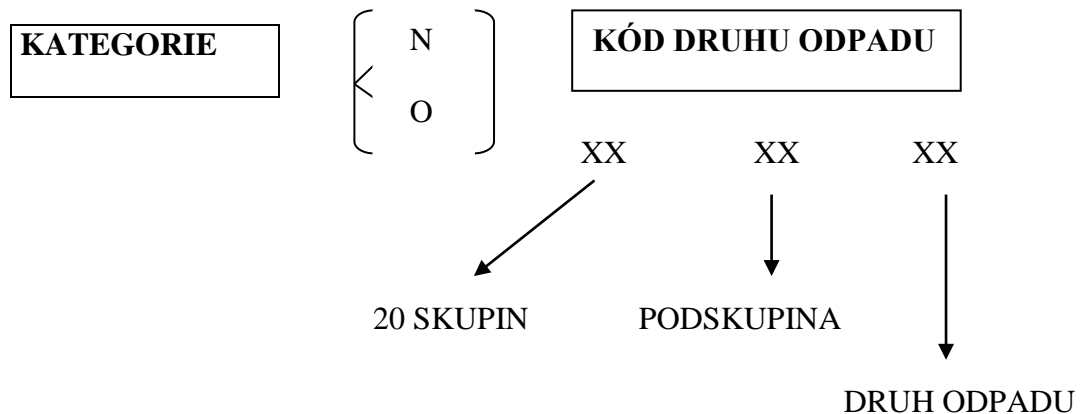 KATEGORIE
N
O
KÓD DRUHU ODPADU
XX XX XX
20 SKUPIN PODSKUPINA
DRUH ODPADU